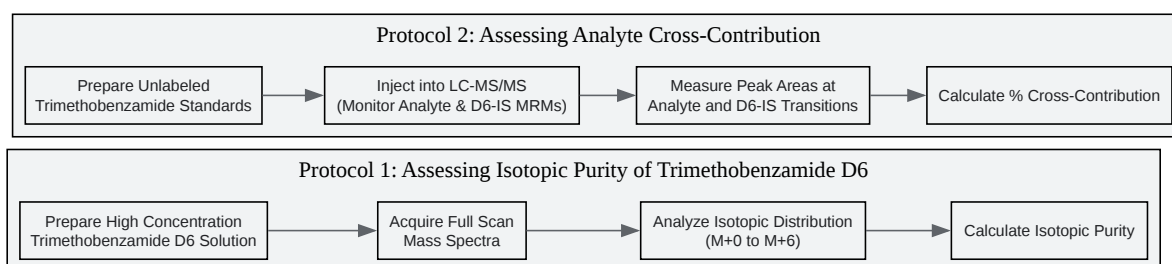 Protocol 2: Assessing Analyte Cross-Contribution
Prepare Unlabeled
Trimethobenzamide Standards
Inject into LC-MS/MS
(Monitor Analyte & D6-IS MRMs)
Measure Peak Areas at
Analyte and D6-IS Transitions
Calculate % Cross-Contribution
Protocol 1: Assessing Isotopic Purity of Trimethobenzamide D6
Prepare High Concentration
Trimethobenzamide D6 Solution
Acquire Full Scan
Mass Spectra
Analyze Isotopic Distribution
(M+0 to M+6)
Calculate Isotopic Purity